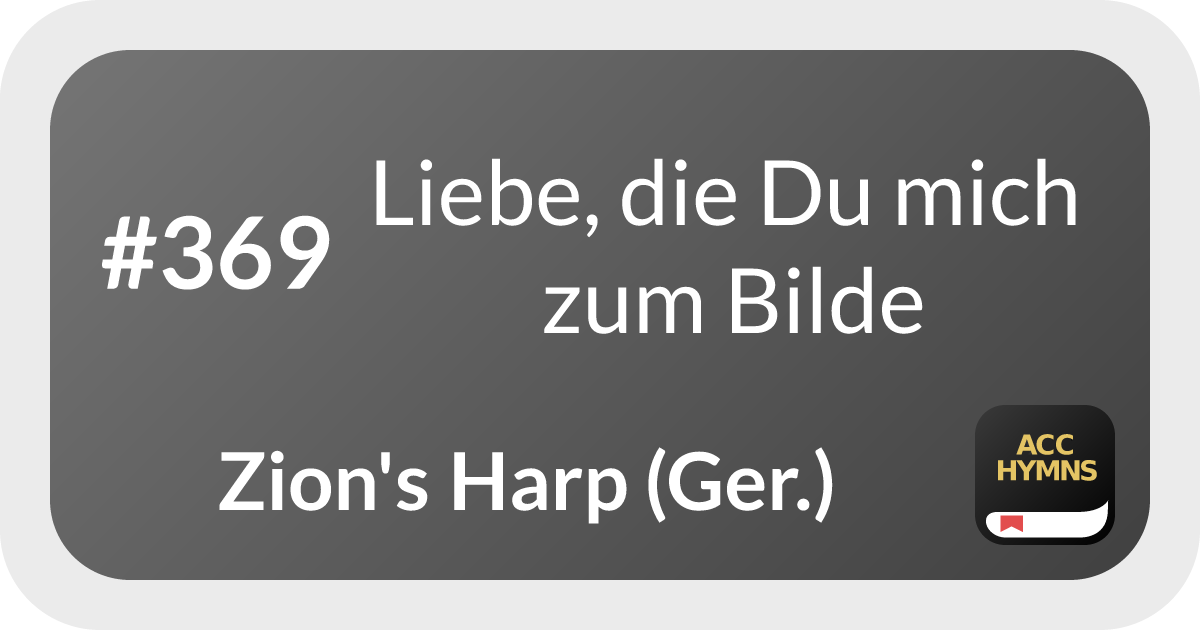 #369
Liebe, die Du mich
zum Bilde
Zion's Harp (Ger.)
ACC
HYMNS